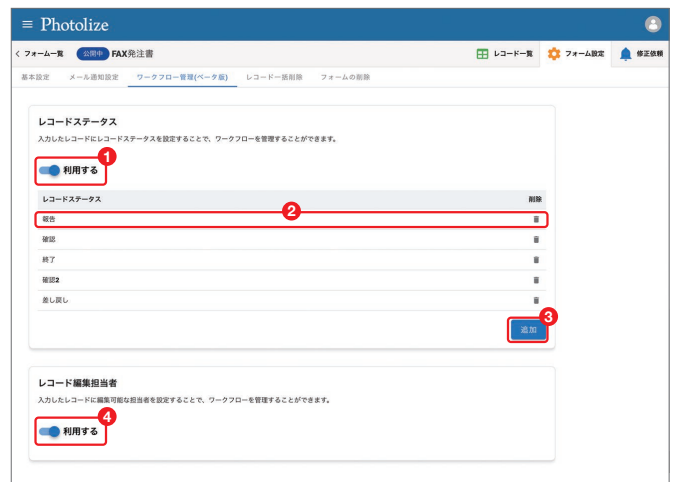 ≡ Photolize
< フォーム一覧 公開中 FAX発注書 レコード一覧 フォーム設定 修正依頼
基本設定 メール通知設定 ワークフロー管理(ベータ版) レコード一括削除 フォームの削除
レコードステータス
入力したレコードにレコードステータスを設定することで、ワークフローを管理することができます。
1
利用する
レコードステータス 削除
2
報告
確認
終了
確認2
差し戻し
3
追加
レコード編集担当者
入力したレコードに編集可能な担当者を設定することで、ワークフローを管理することができます。
4
利用する